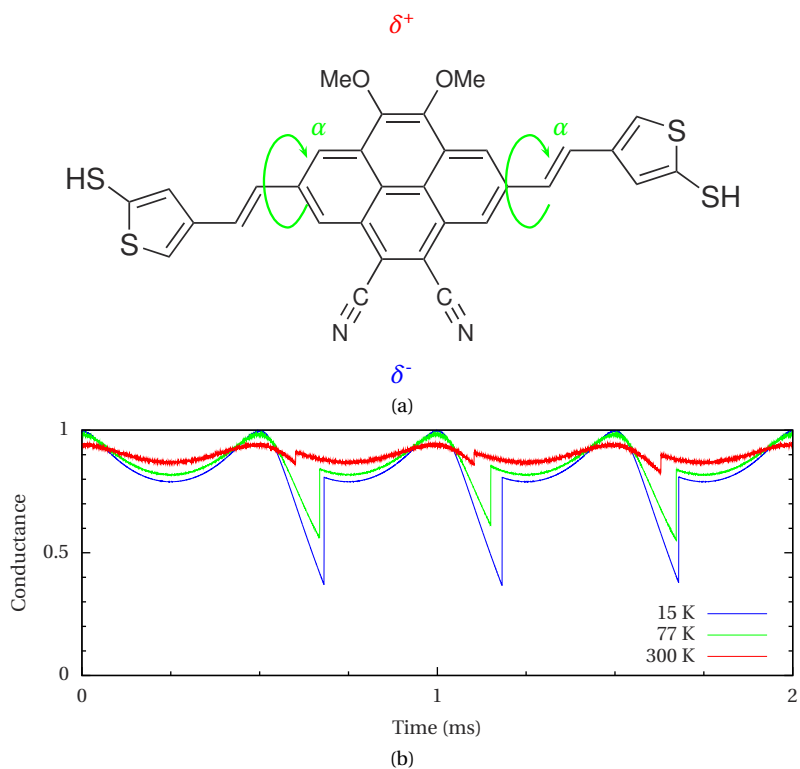 δ+
MeO OMe
α α
HS
S
S
SH
C C
N N
δ-
(a)
1
0.5
0
Conductance
15 K
77 K
300 K
0 1 2
Time (ms)
(b)